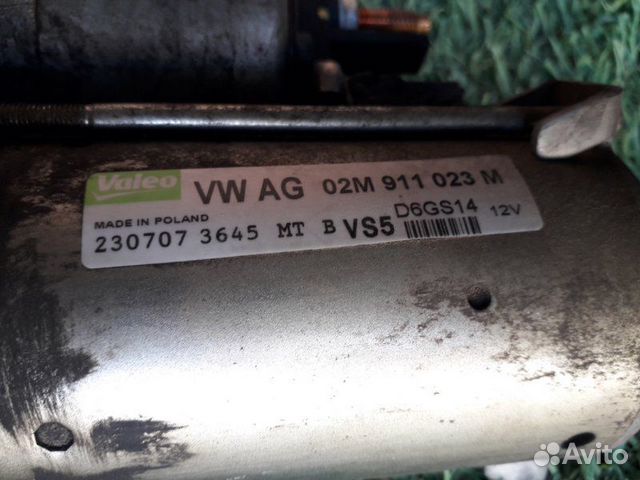 Valeo VW AG 02M 911 023 M
MADE IN POLAND D6GS14 12V
230707 3645 MT B VS5
Avito